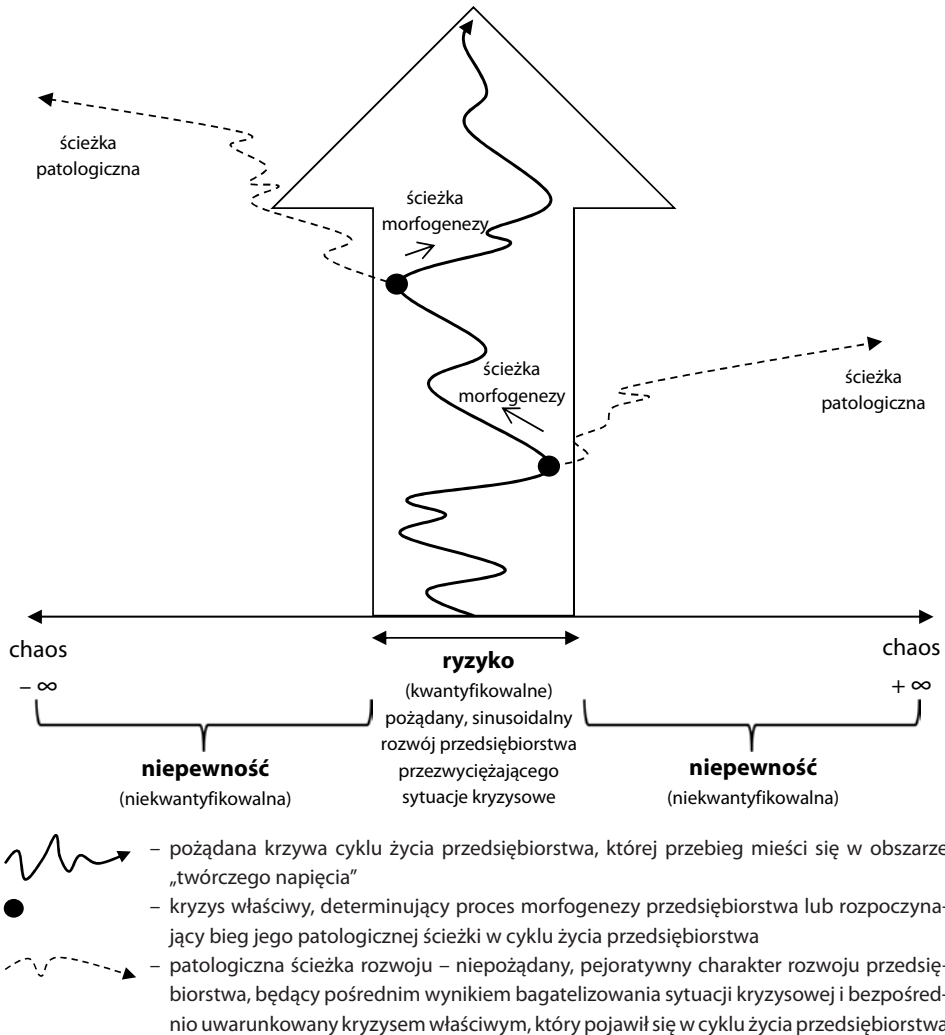 ścieżka
patologiczna
ścieżka
morfogenezy
ścieżka
morfogenezy
ścieżka
patologiczna
chaos
– ∞
ryzyko
(kwantyfikowalne)
pożądany, sinusoidalny
rozwój przedsiębiorstwa
przezwyciężającego
sytuacje kryzysowe
chaos
+ ∞
niepewność
(niekwantyfikowalna)
niepewność
(niekwantyfikowalna)
– pożądana krzywa cyklu życia przedsiębiorstwa, której przebieg mieści się w obszarze
„twórczego napięcia”
– kryzys właściwy, determinujący proces morfogenezy przedsiębiorstwa lub rozpoczyna-
jący bieg jego patologicznej ścieżki w cyklu życia przedsiębiorstwa
– patologiczna ścieżka rozwoju – niepożądany, pejoratywny charakter rozwoju przedsię-
biorstwa, będący pośrednim wynikiem bagatelizowania sytuacji kryzysowej i bezpośred-
nio uwarunkowany kryzysem właściwym, który pojawił się w cyklu życia przedsiębiorstwa